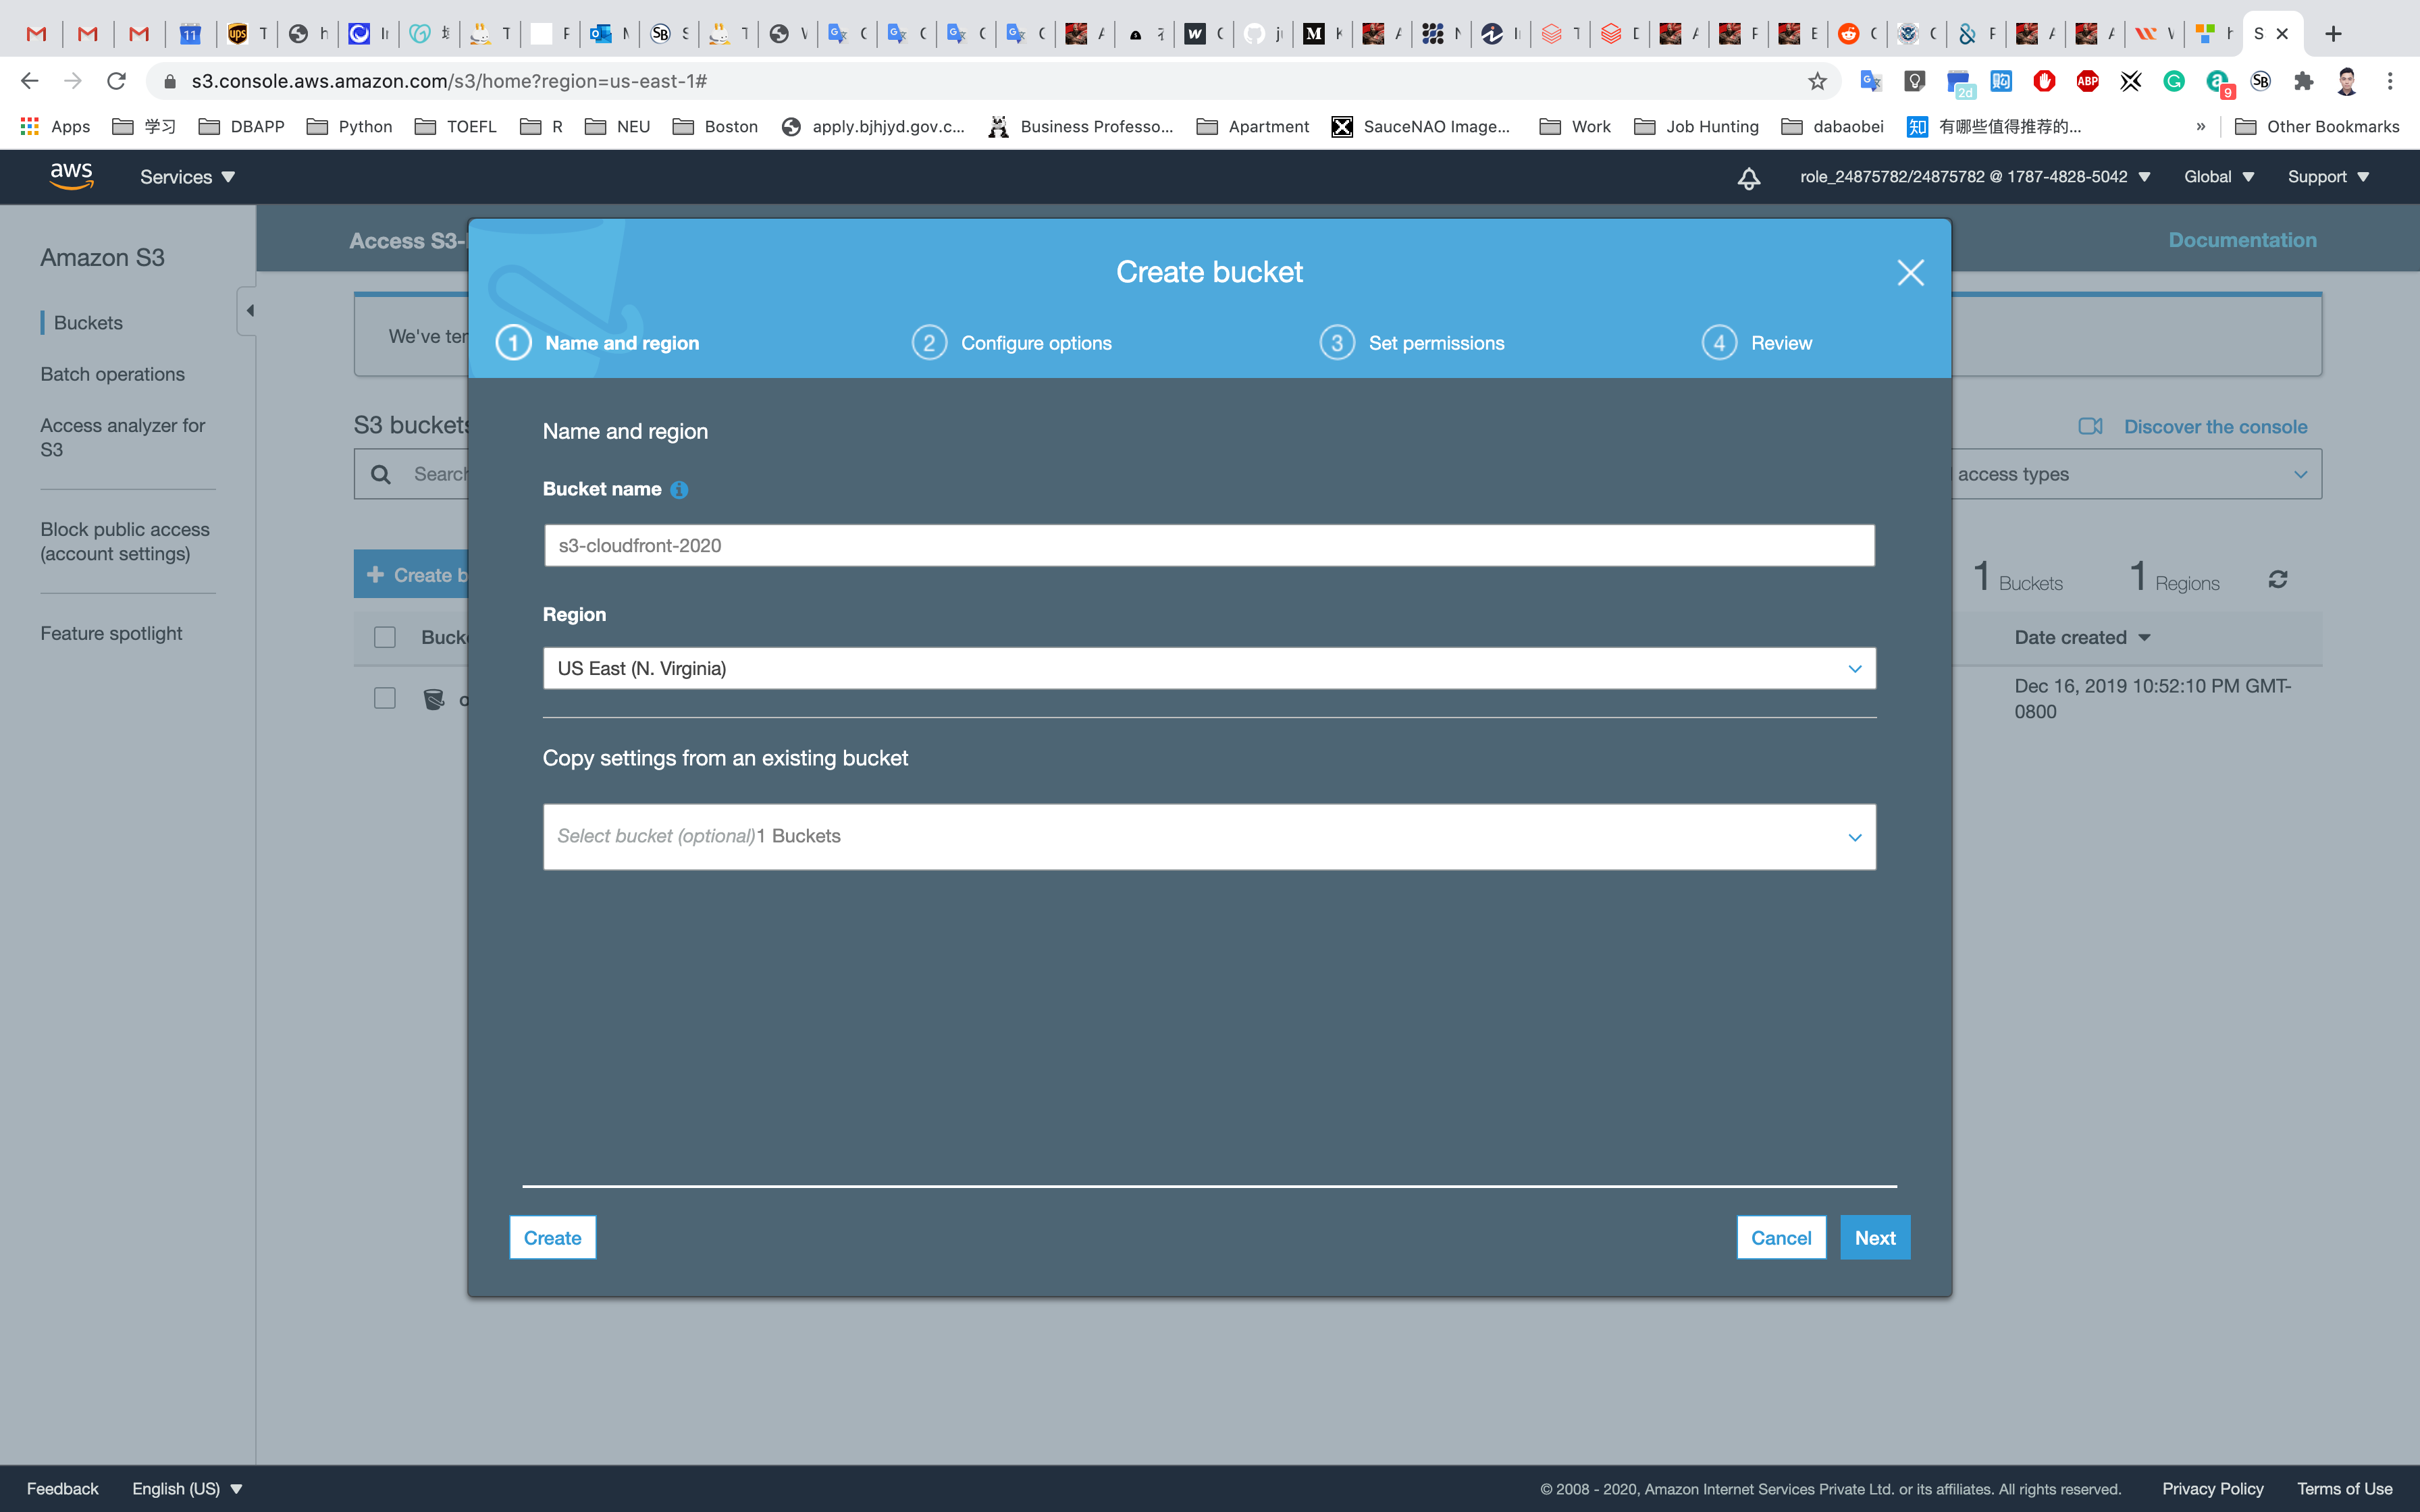 11
s3.console.aws.amazon.com/s3/home?region=us-east-1#
2d
ABP
9
Apps
学习
DBAPP
Python
TOEFL
R
NEU
Boston
apply.bjhjyd.gov.c...
Business Professo...
Apartment
SauceNAO Image...
Work
Job Hunting
dabaobei
有哪些值得推荐的...
»
Other Bookmarks
aws
Services
role_24875782/24875782 @ 1787-4828-5042
Global
Support
Amazon S3
Buckets
Batch operations
Access analyzer for
S3
Block public access
(account settings)
Feature spotlight
Access S3-
Documentation
We've ter
S3 buckets
Discover the console
Search
access types
Create b
1 Buckets
1 Regions
Buck
Date created
Dec 16, 2019 10:52:10 PM GMT-
0800
Create bucket
1 Name and region
2 Configure options
3 Set permissions
4 Review
Name and region
Bucket name
s3-cloudfront-2020
Region
US East (N. Virginia)
Copy settings from an existing bucket
Select bucket (optional)1 Buckets
Create
Cancel
Next
Feedback
English (US)
© 2008 - 2020, Amazon Internet Services Private Ltd. or its affiliates. All rights reserved.
Privacy Policy
Terms of Use